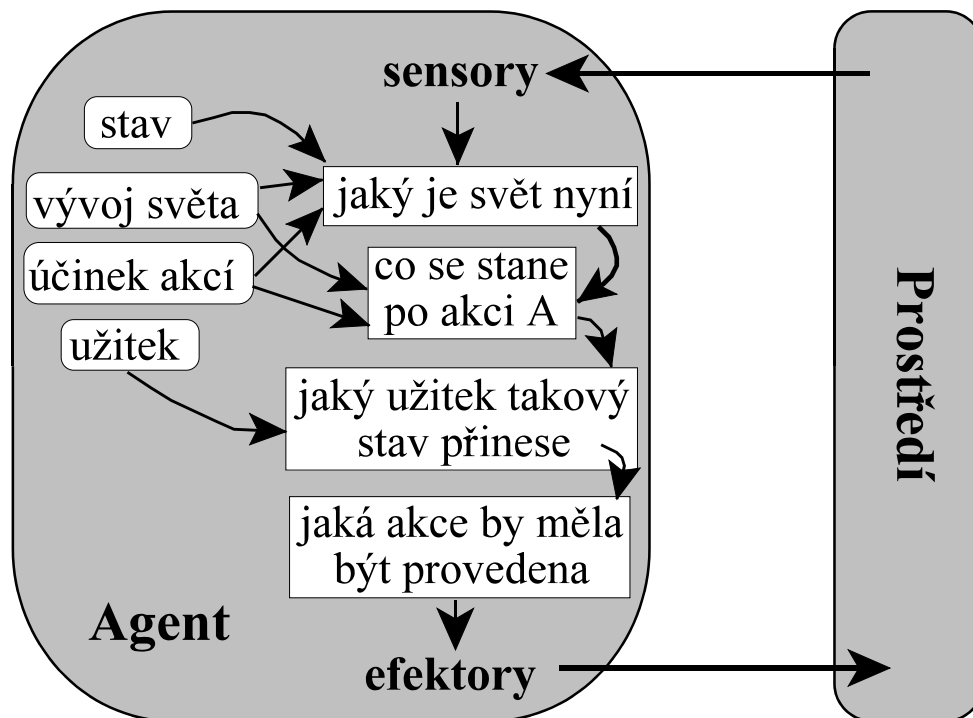 sensory
stav
jaký je svět nyní
vývoj světa
účinek akcí
co se stane
po akci A
užitek
jaký užitek takový
stav přinese
jaká akce by měla
být provedena
Agent
efektory
Prostředí